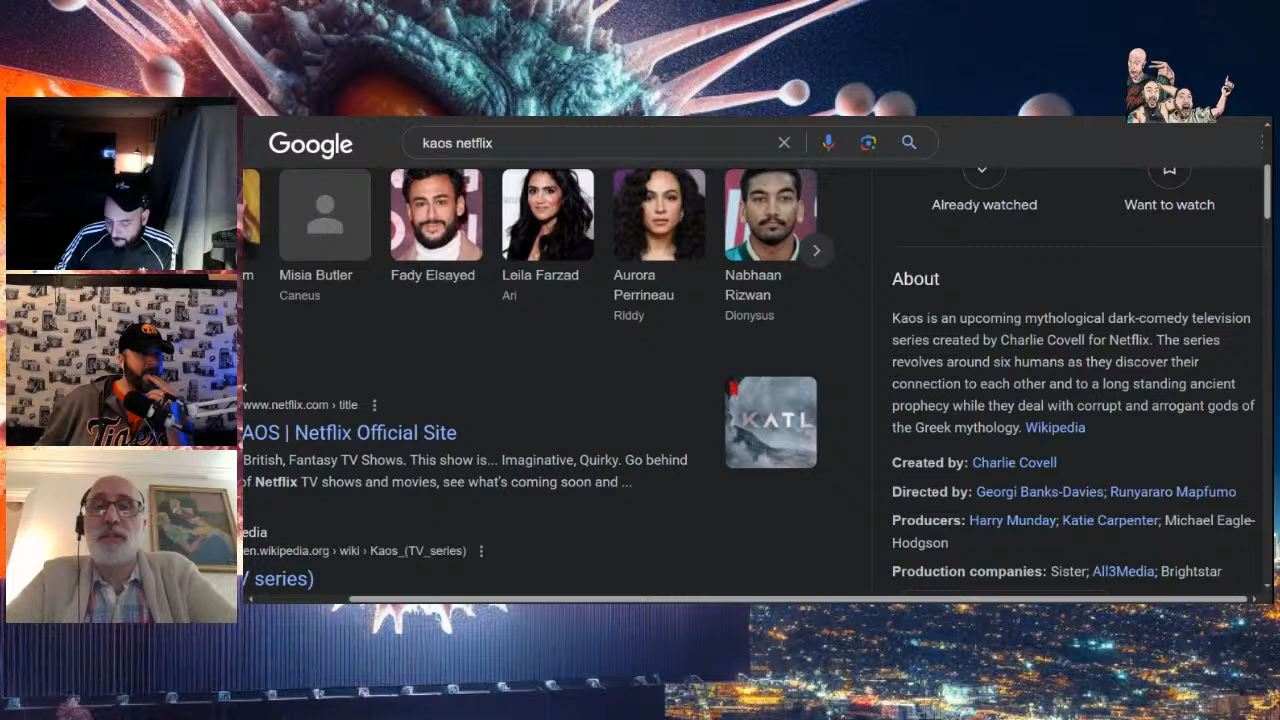 Google
kaos netflix
Already watched
Want to watch
m
Misia Butler
Caneus
Fady Elsayed
Leila Farzad
Ari
Aurora
Perrineau
Riddy
Nabhaan
Rizwan
Dionysus
x
www.netflix.com › title
AOS | Netflix Official Site
British, Fantasy TV Shows. This show is... Imaginative, Quirky. Go behind
of Netflix TV shows and movies, see what's coming soon and ...
KATL
edia
en.wikipedia.org › wiki › Kaos_(TV_series)
V series)
About
Kaos is an upcoming mythological dark-comedy television
series created by Charlie Covell for Netflix. The series
revolves around six humans as they discover their
connection to each other and to a long standing ancient
prophecy while they deal with corrupt and arrogant gods of
the Greek mythology. Wikipedia
Created by: Charlie Covell
Directed by: Georgi Banks-Davies; Runyararo Mapfumo
Producers: Harry Munday; Katie Carpenter; Michael Eagle-
Hodgson
Production companies: Sister; All3Media; Brightstar